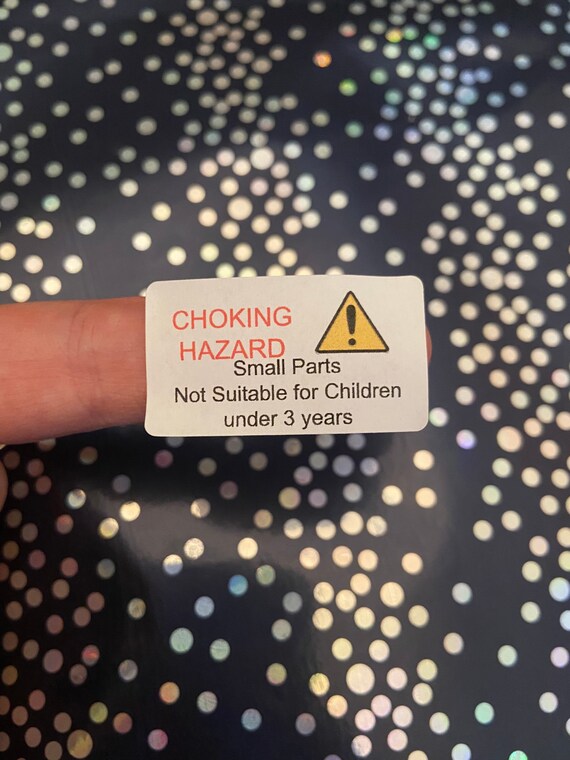 CHOKING
HAZARD
Small Parts
Not Suitable for Children
under 3 years